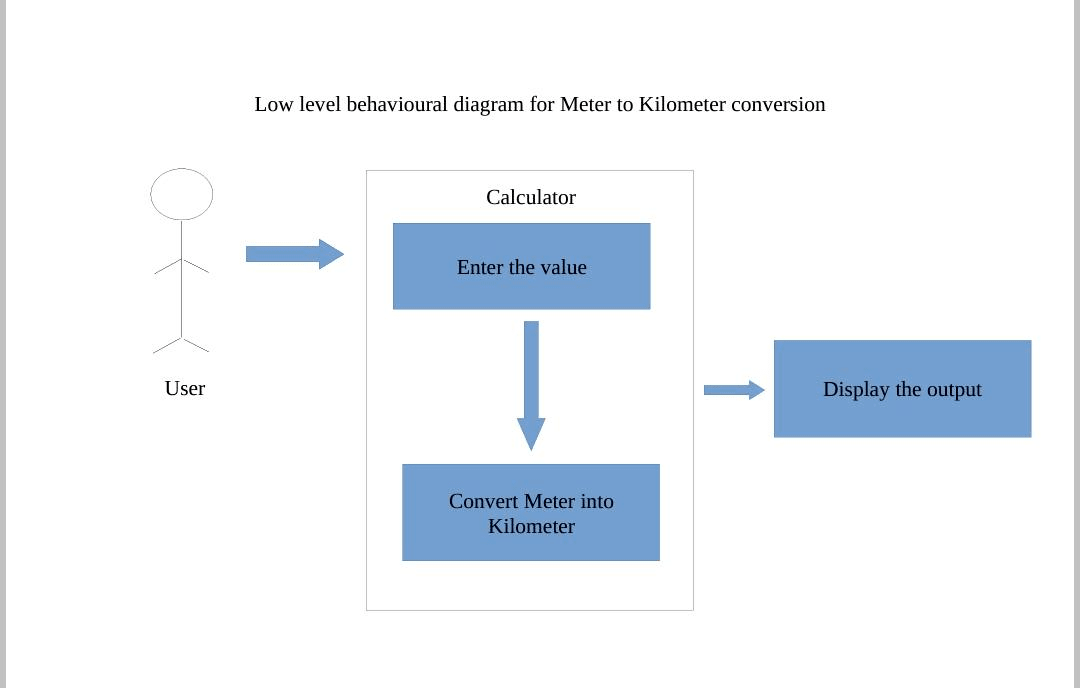 Low level behavioural diagram for Meter to Kilometer conversion
Calculator
Enter the value
User
Display the output
Convert Meter into
Kilometer